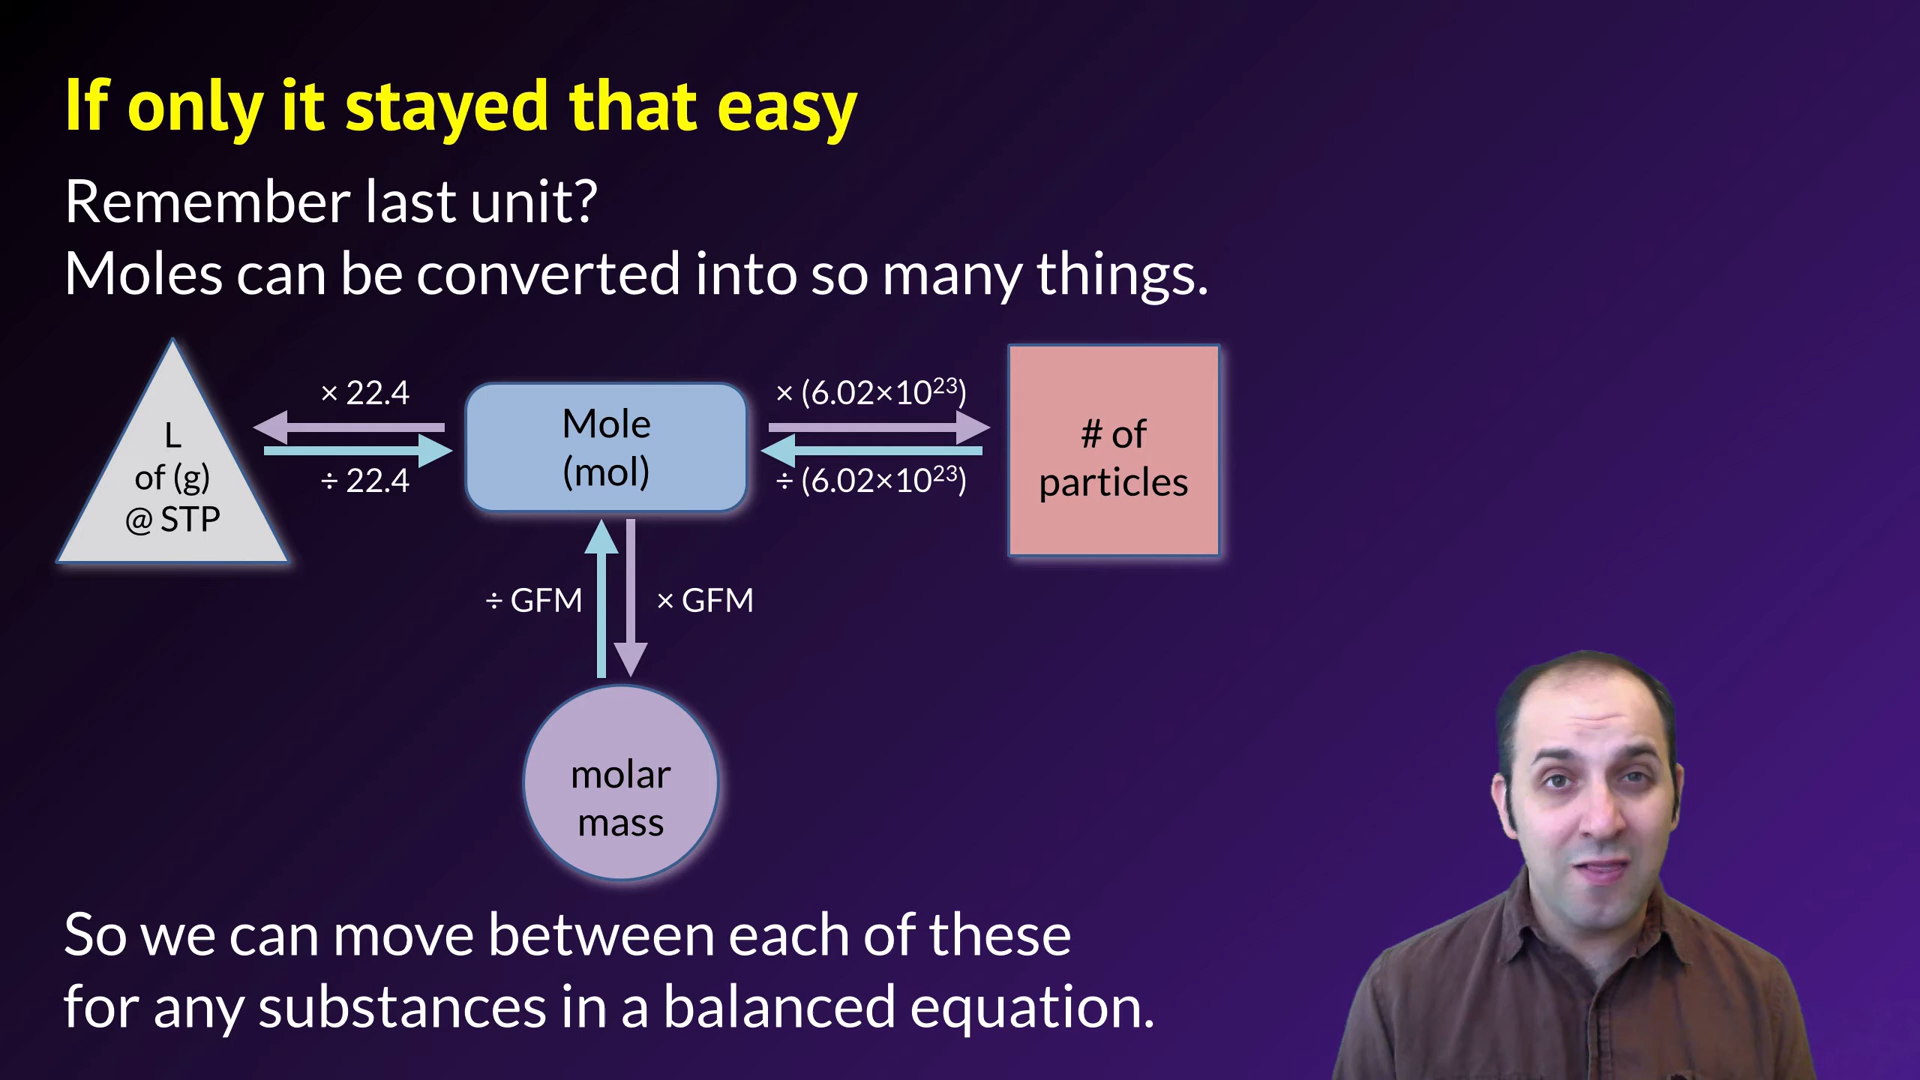 If only it stayed that easy
Remember last unit?
Moles can be converted into so many things.
L
of (g)
@ STP
× 22.4
÷ 22.4
Mole
(mol)
× (6.02×10²³)
÷ (6.02×10²³)
# of
particles
÷ GFM
× GFM
molar
mass
So we can move between each of these
for any substances in a balanced equation.